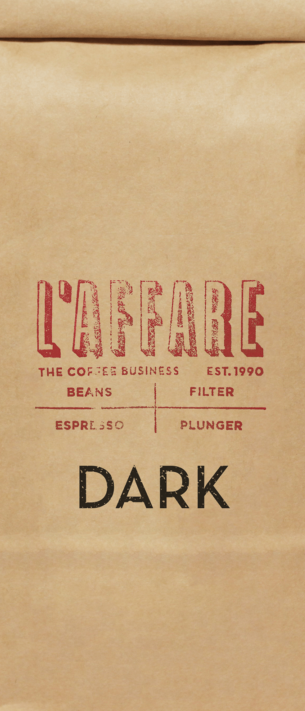 L'AFFARE
THE COFFEE BUSINESS EST. 1990
BEANS FILTER
ESPRESSO PLUNGER
DARK